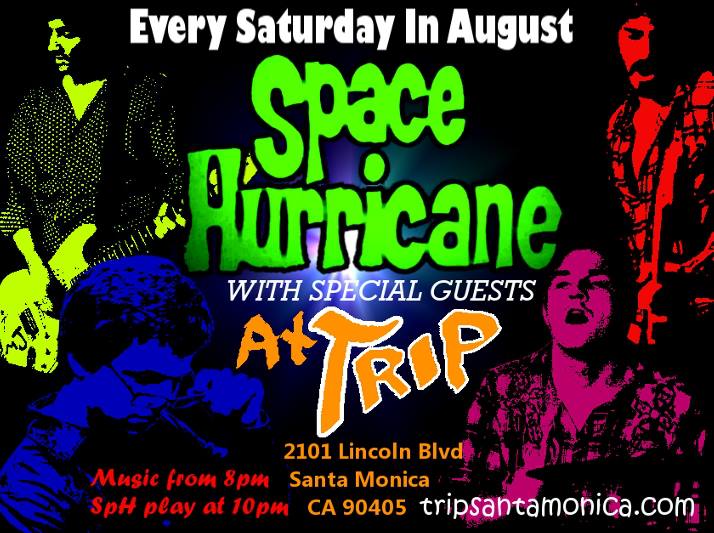 Every Saturday In August
Space
Hurricane
WITH SPECIAL GUESTS
At TRIP
2101 Lincoln Blvd
Music from 8pm Santa Monica
SpH play at 10pm CA 90405 tripsantamonica.com